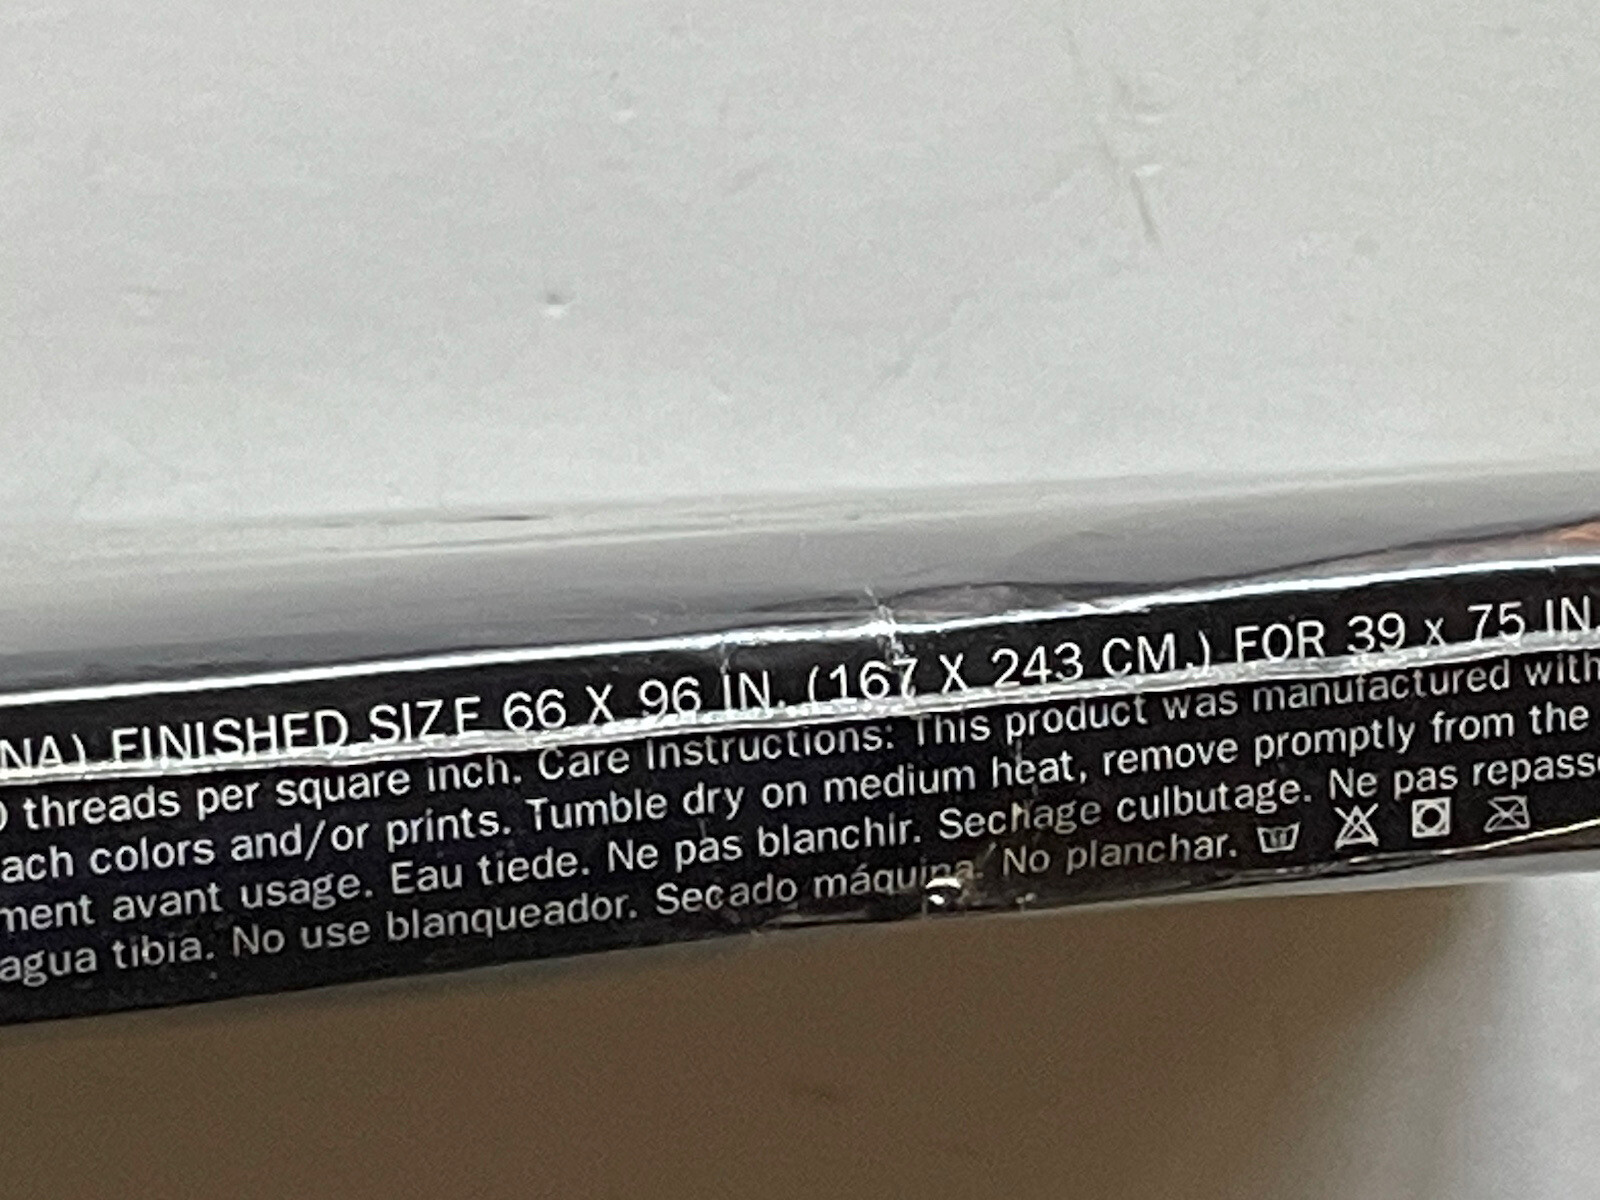 NA) FINISHED SIZE 66 X 96 IN. (167 X 243 CM.) FOR 39 x 75 IN.
threads per square inch. Care Instructions: This product was manufactured with
ach colors and/or prints. Tumble dry on medium heat, remove promptly from the
ment avant usage. Eau tiede. Ne pas blanchir. Sechage culbutage. Ne pas repasse
agua tibia. No use blanqueador. Secado máquina. No planchar.